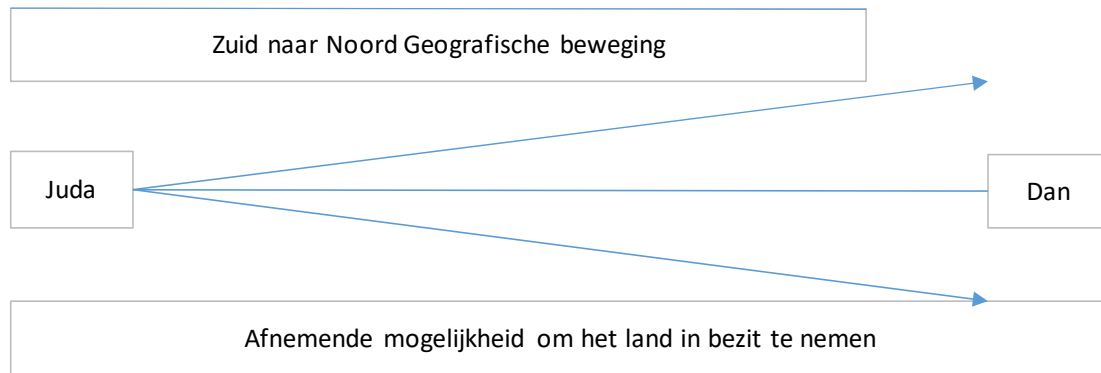 Zuid naar Noord Geografische beweging
Juda
Dan
Afnemende mogelijkheid om het land in bezit te nemen